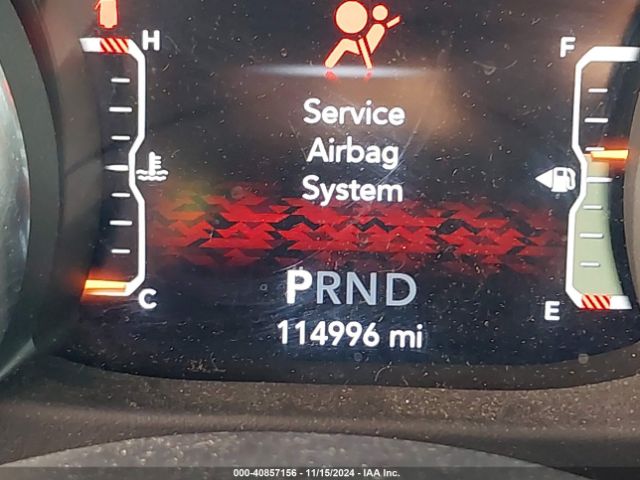 H
F
Service
Airbag
System
PRND
C
E
114996 mi
000-40857156 - 11/15/2024 - IAA Inc.